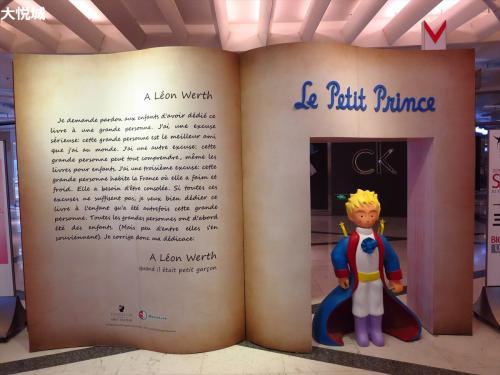 大悦城
A Léon Werth
Je demande pardon aux enfants d'avoir dédié ce
livre à une grande personne. J'ai une excuse
sérieuse: cette grande personne est le meilleur ami
que j'ai au monde. J'ai une autre excuse: cette
grande personne peut tout comprendre, même les
livres pour enfants. J'ai une troisième excuse: cette
grande personne habite la France où elle a faim et
froid. Elle a besoin d'être consolée. Si toutes ces
excuses ne suffisent pas, je veux bien dédier ce
livre à l'enfant qu'a été autrefois cette grande
personne. Toutes les grandes personnes ont d'abord
été des enfants. (Mais peu d'entre elles s'en
souviennent). Je corrige donc ma dédicace:
A Léon Werth
quand il était petit garçon
Le Petit Prince
CK